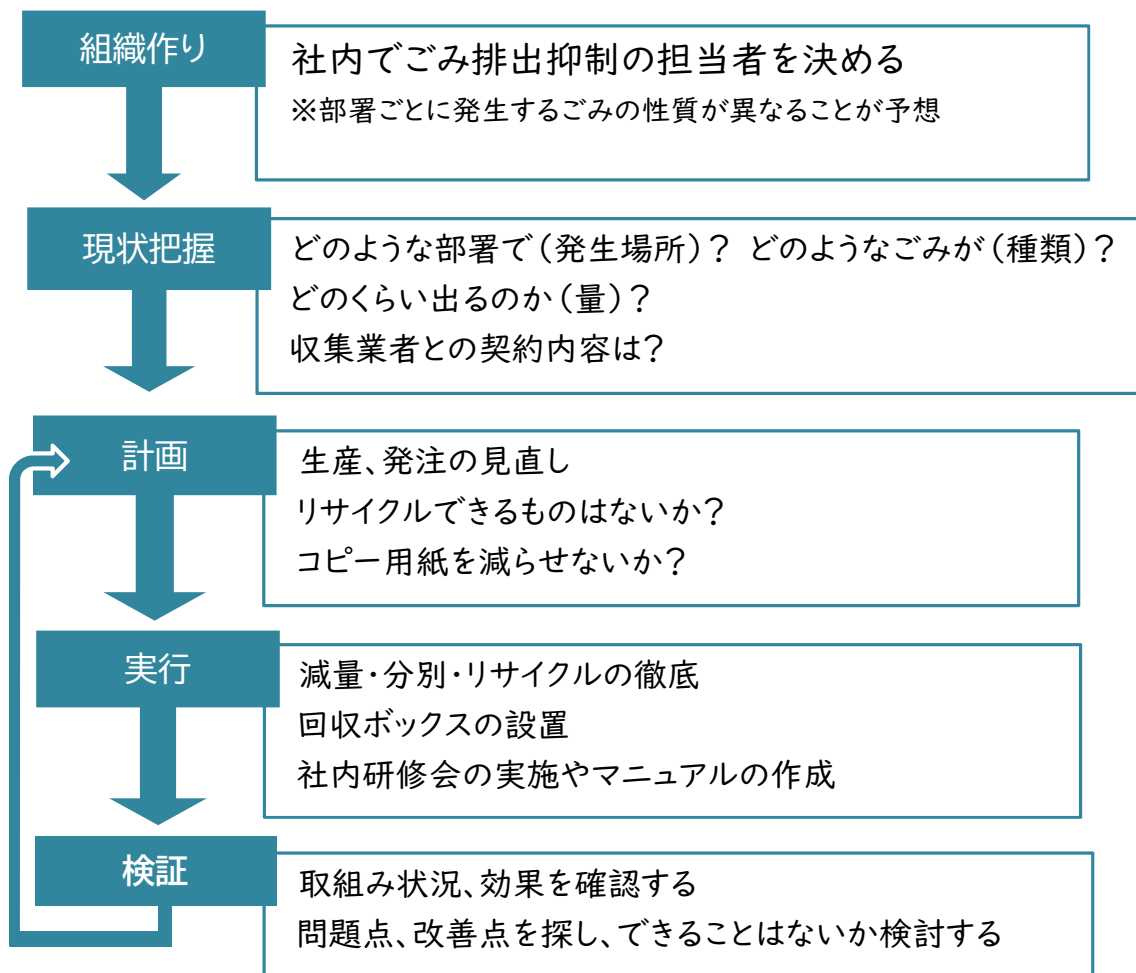 組織作り
社内でごみ排出抑制の担当者を決める
※部署ごとに発生するごみの性質が異なることが予想
現状把握
どのような部署で(発生場所)? どのようなごみが(種類)?
どのくらい出るのか(量)?
収集業者との契約内容は?
計画
生産、発注の見直し
リサイクルできるものはないか?
コピー用紙を減らせないか?
実行
減量・分別・リサイクルの徹底
回収ボックスの設置
社内研修会の実施やマニュアルの作成
検証
取組み状況、効果を確認する
問題点、改善点を探し、できることはないか検討する